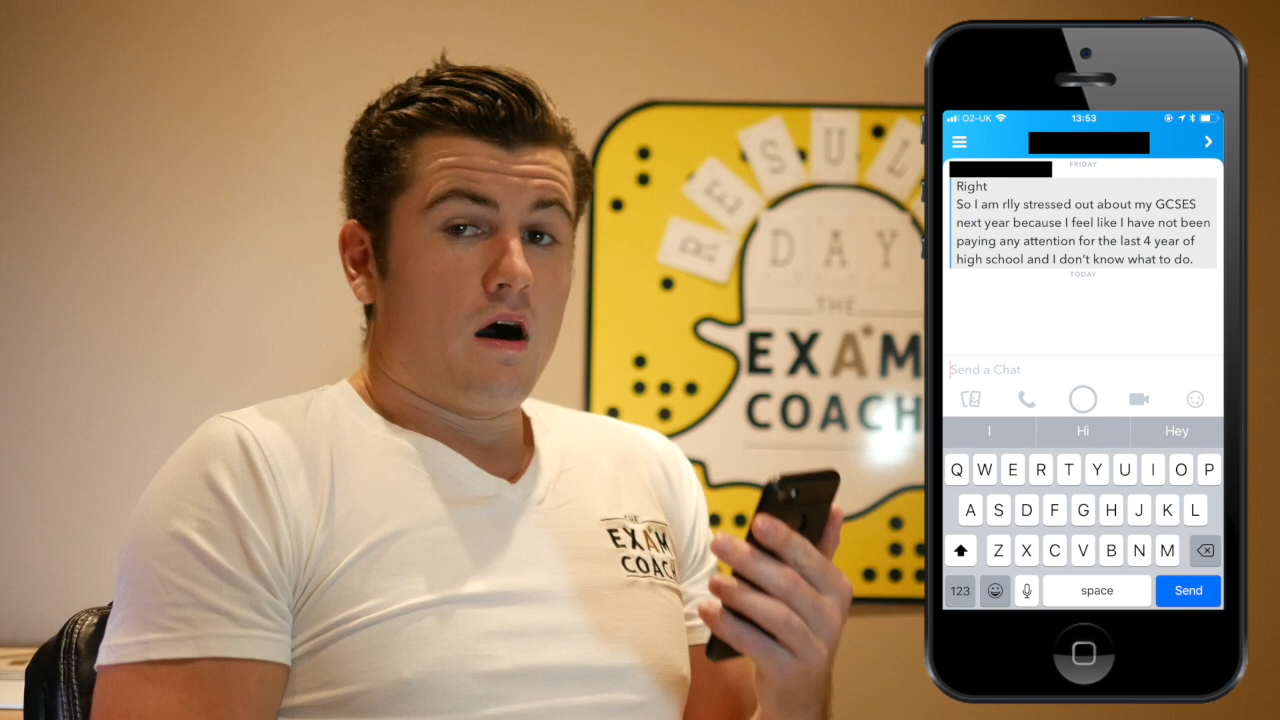 RESUL
DAY
THE
EXAM
COACH
THE
EXAM
COACH
O2-UK
13:53
FRIDAY
Right
So I am rlly stressed out about my GCSES
next year because I feel like I have not been
paying any attention for the last 4 year of
high school and I don't know what to do.
TODAY
Send a Chat
I Hi Hey
Q W E R T Y U I O P
A S D F G H J K L
Z X C V B N M
123 space Send